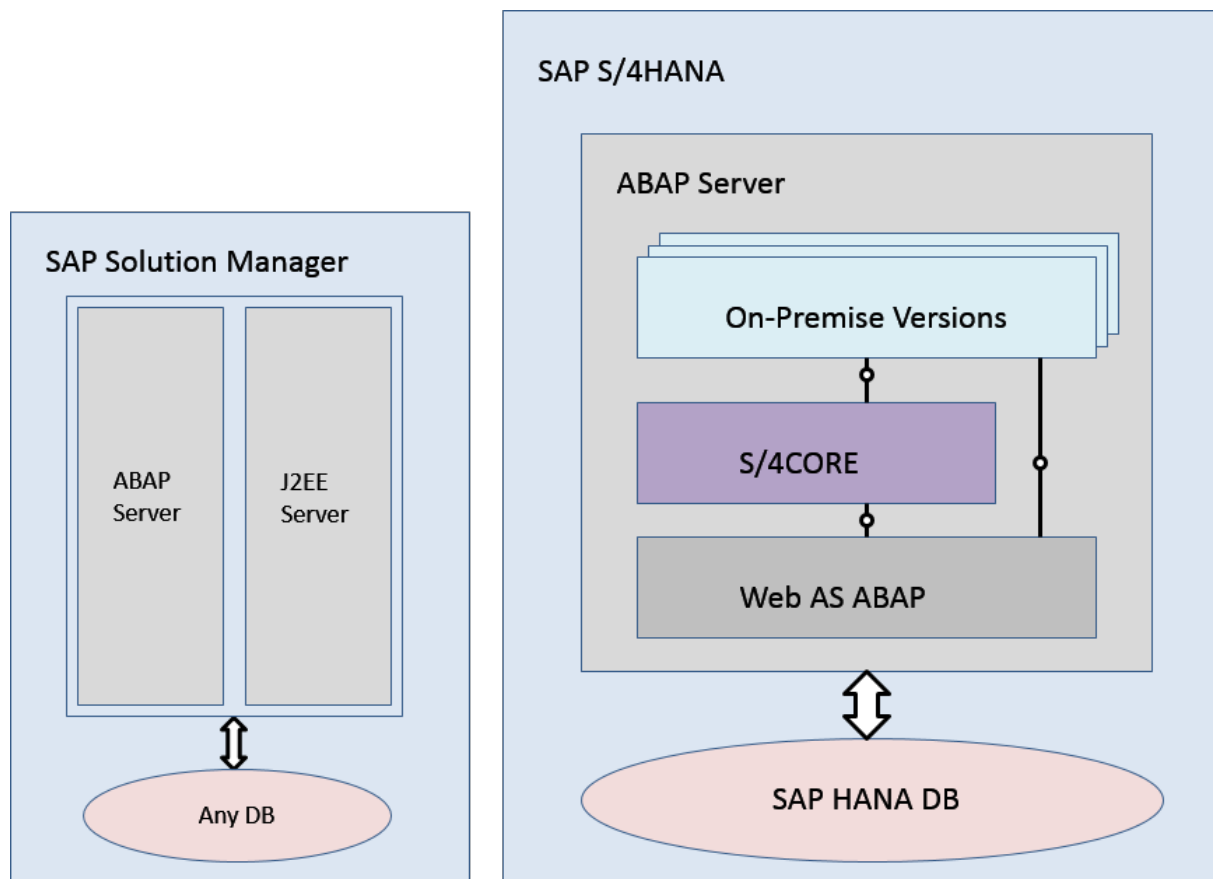 SAP Solution Manager
ABAP
Server
J2EE
Server
Any DB
SAP S/4HANA
ABAP Server
On-Premise Versions
S/4CORE
Web AS ABAP
SAP HANA DB